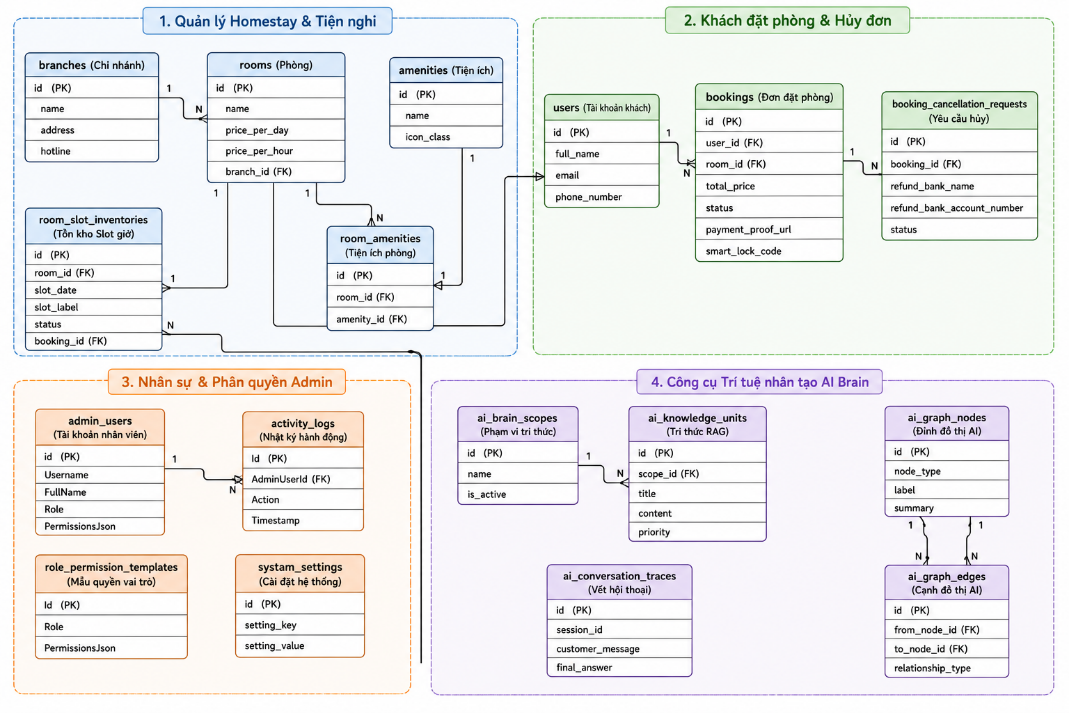 1. Quản lý Homestay & Tiện nghi
branches (Chi nhánh)
id (PK)
name
address
hotline
1
N
rooms (Phòng)
id (PK)
name
price_per_day
price_per_hour
branch_id (FK)
1
1
amenities (Tiện ích)
id (PK)
name
icon_class
1
room_slot_inventories
(Tồn kho Slot giờ)
id (PK)
room_id (FK)
slot_date
slot_label
status
booking_id (FK)
1
N
N
room_amenities
(Tiện ích phòng)
id (PK)
room_id (FK)
amenity_id (FK)
1
2. Khách đặt phòng & Hủy đơn
users (Tài khoản khách)
id (PK)
full_name
email
phone_number
1
N
bookings (Đơn đặt phòng)
id (PK)
user_id (FK)
room_id (FK)
total_price
status
payment_proof_url
smart_lock_code
1
N
booking_cancellation_requests
(Yêu cầu hủy)
id (PK)
booking_id (FK)
refund_bank_name
refund_bank_account_number
status
3. Nhân sự & Phân quyền Admin
admin_users
(Tài khoản nhân viên)
id (PK)
Username
FullName
Role
PermissionsJson
1
N
activity_logs
(Nhật ký hành động)
Id (PK)
AdminUserId (FK)
Action
Timestamp
role_permission_templates
(Mẫu quyền vai trò)
Id (PK)
Role
PermissionsJson
systam_settings
(Cài đặt hệ thống)
id (PK)
setting_key
setting_value
4. Công cụ Trí tuệ nhân tạo AI Brain
ai_brain_scopes
(Phạm vi tri thức)
id (PK)
name
is_active
1
N
ai_knowledge_units
(Tri thức RAG)
id (PK)
scope_id (FK)
title
content
priority
ai_graph_nodes
(Đỉnh đồ thị AI)
id (PK)
node_type
label
summary
1
1
N
N
ai_conversation_traces
(Vết hội thoại)
id (PK)
session_id
customer_message
final_answer
ai_graph_edges
(Cạnh đồ thị AI)
id (PK)
from_node_id (FK)
to_node_id (FK)
relationship_type